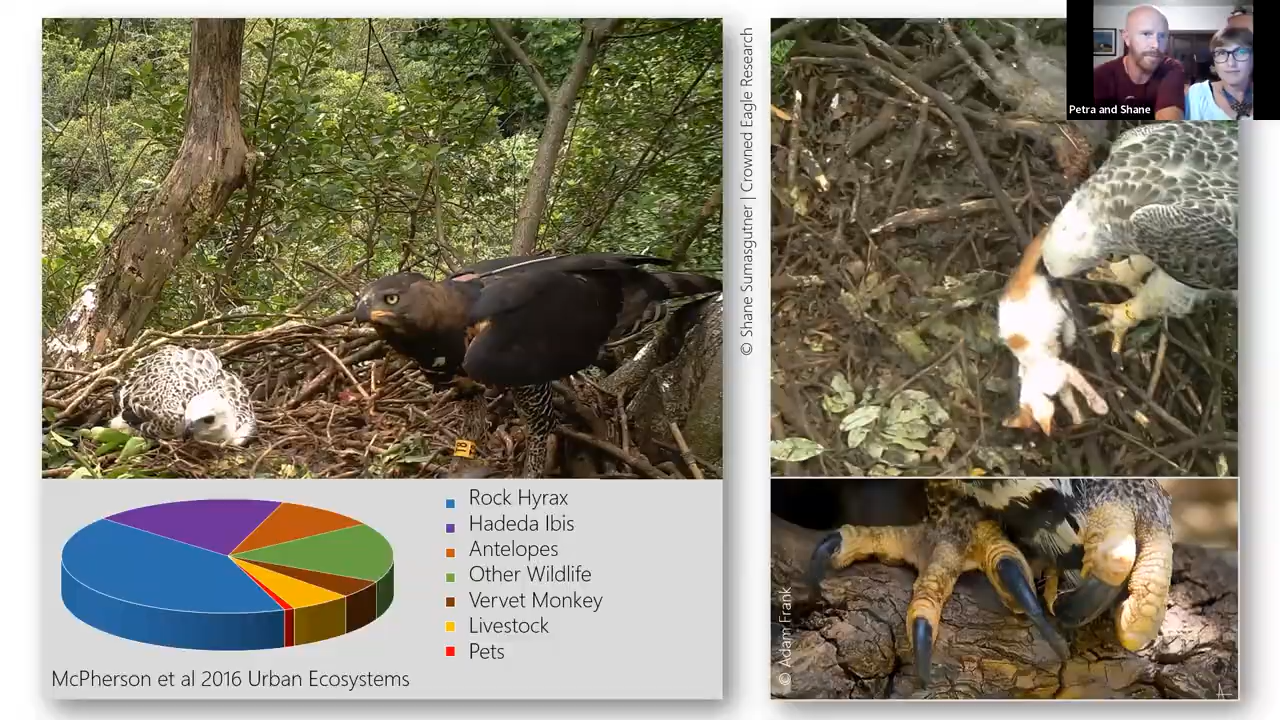 Petra and Shane
© Shane Sumasgutner | Crowned Eagle Research
Rock Hyrax
Hadeda Ibis
Antelopes
Other Wildlife
Vervet Monkey
Livestock
Pets
McPherson et al 2016 Urban Ecosystems
© Adam Frank